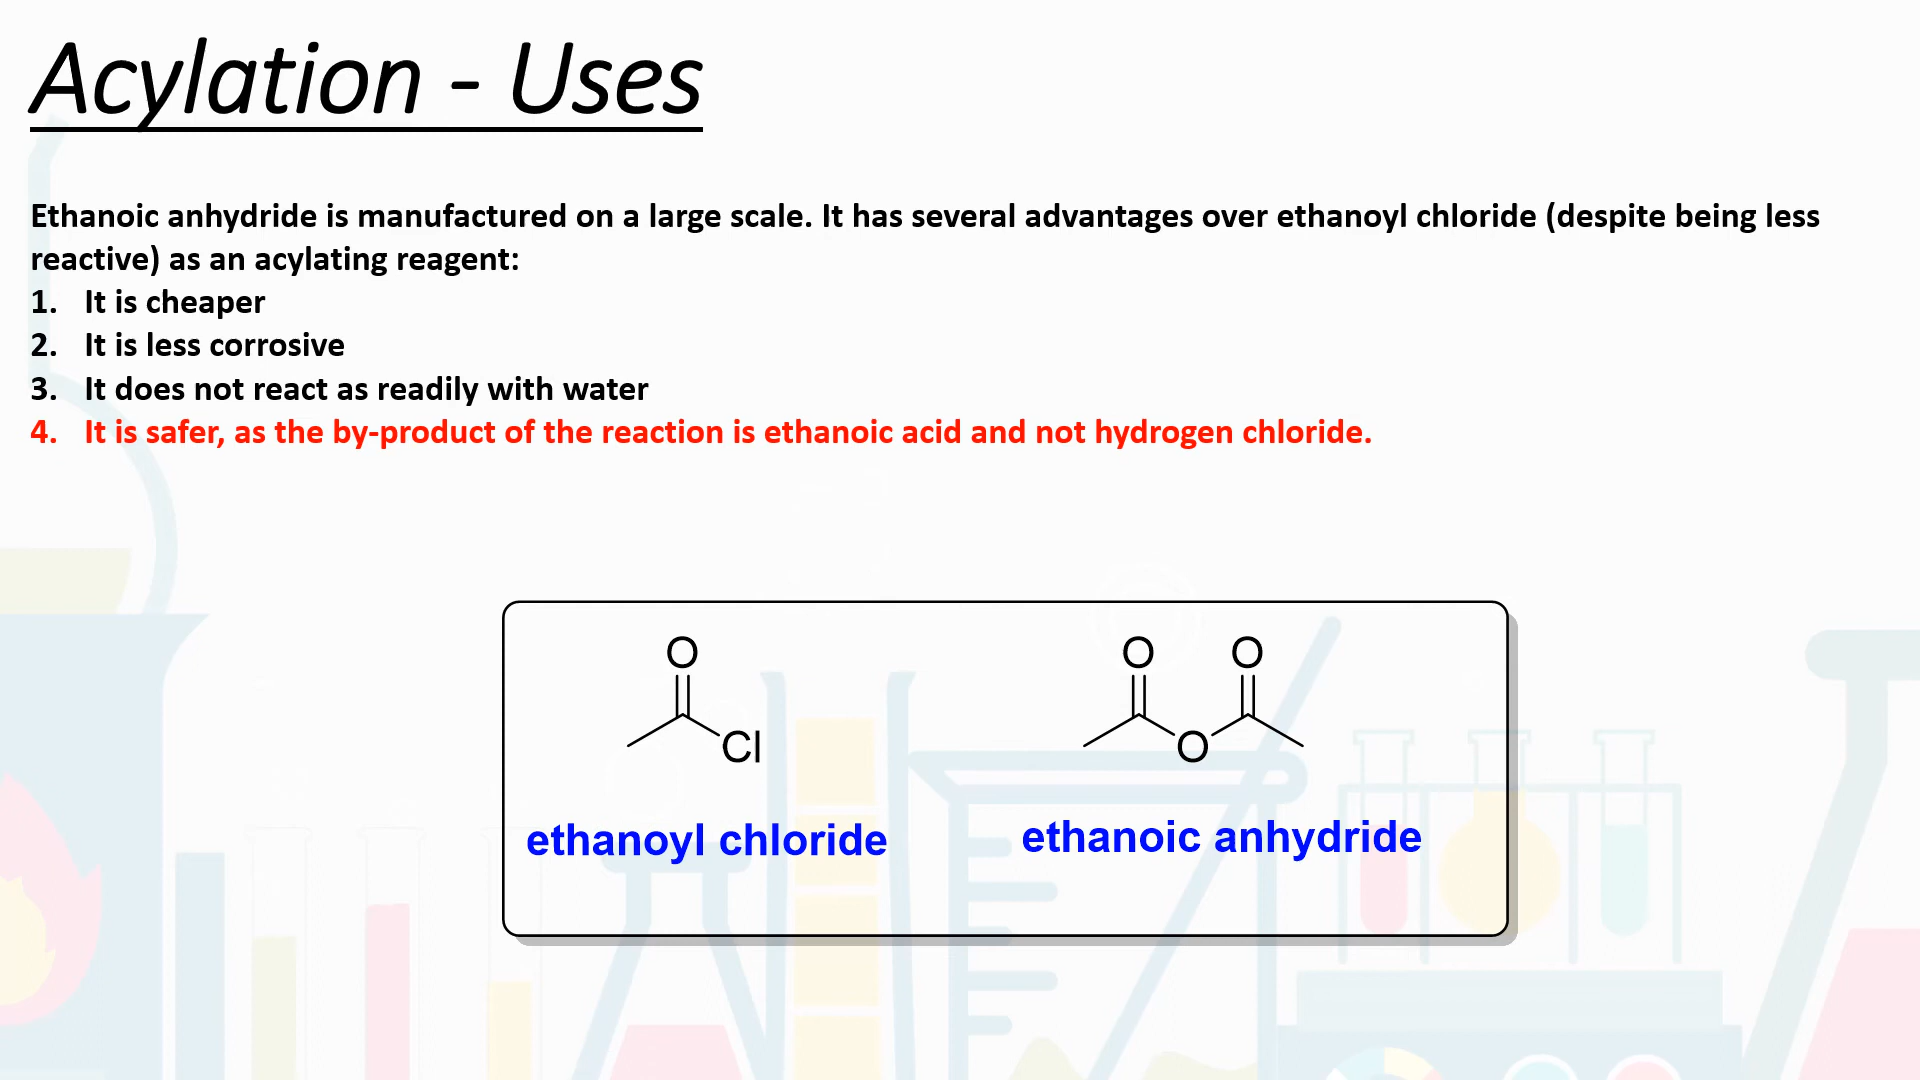 Acylation - Uses
Ethanoic anhydride is manufactured on a large scale. It has several advantages over ethanoyl chloride (despite being less
reactive) as an acylating reagent:
1. It is cheaper
2. It is less corrosive
3. It does not react as readily with water
4. It is safer, as the by-product of the reaction is ethanoic acid and not hydrogen chloride.
O O O
Cl O
ethanoyl chloride ethanoic anhydride